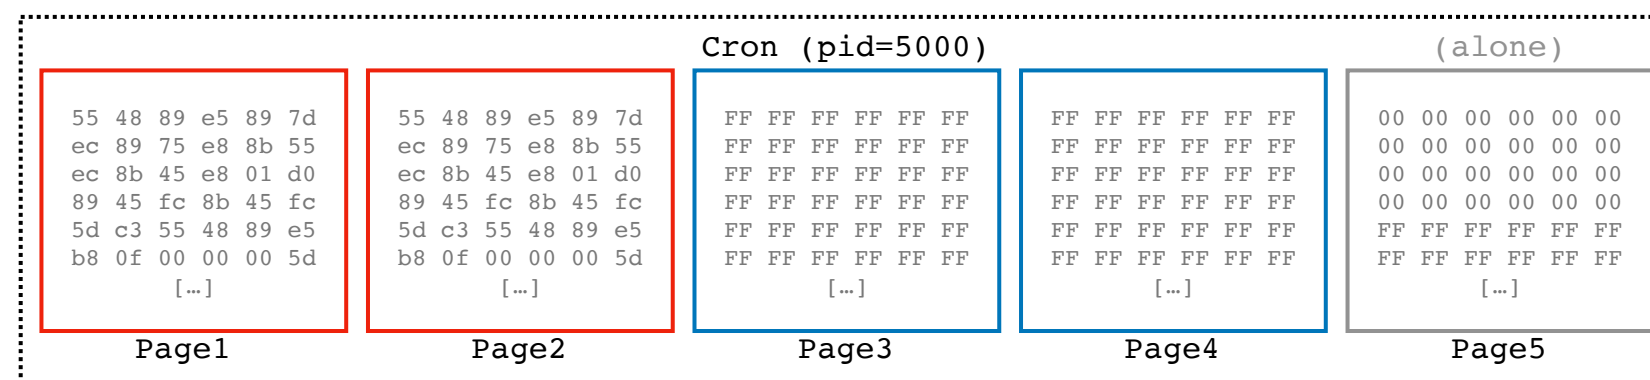 Cron (pid=5000)
(alone)
55 48 89 e5 89 7d
ec 89 75 e8 8b 55
ec 8b 45 e8 01 d0
89 45 fc 8b 45 fc
5d c3 55 48 89 e5
b8 0f 00 00 00 5d
[…]
Page1
55 48 89 e5 89 7d
ec 89 75 e8 8b 55
ec 8b 45 e8 01 d0
89 45 fc 8b 45 fc
5d c3 55 48 89 e5
b8 0f 00 00 00 5d
[…]
Page2
FF FF FF FF FF FF
FF FF FF FF FF FF
FF FF FF FF FF FF
FF FF FF FF FF FF
FF FF FF FF FF FF
FF FF FF FF FF FF
[…]
Page3
FF FF FF FF FF FF
FF FF FF FF FF FF
FF FF FF FF FF FF
FF FF FF FF FF FF
FF FF FF FF FF FF
FF FF FF FF FF FF
[…]
Page4
00 00 00 00 00 00
00 00 00 00 00 00
00 00 00 00 00 00
00 00 00 00 00 00
FF FF FF FF FF FF
FF FF FF FF FF FF
[…]
Page5